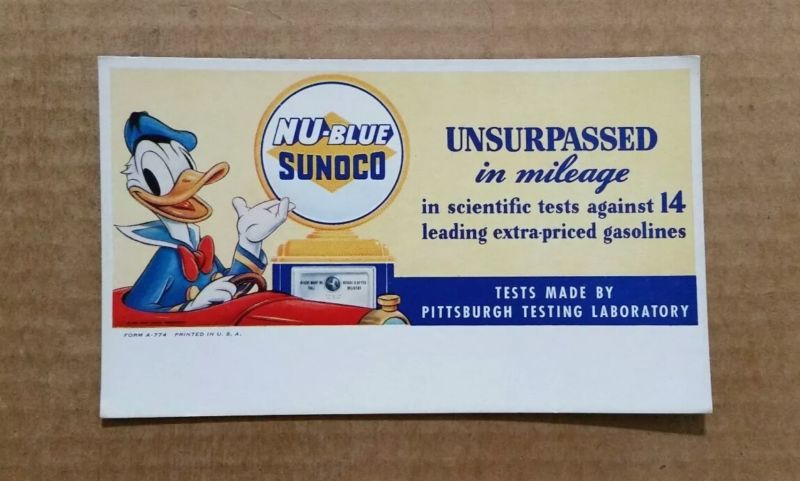 NU-BLUE
SUNOCO
UNSURPASSED
in mileage
in scientific tests against 14
leading extra-priced gasolines
TESTS MADE BY
PITTSBURGH TESTING LABORATORY
FORM A-774 PRINTED IN U. S. A.